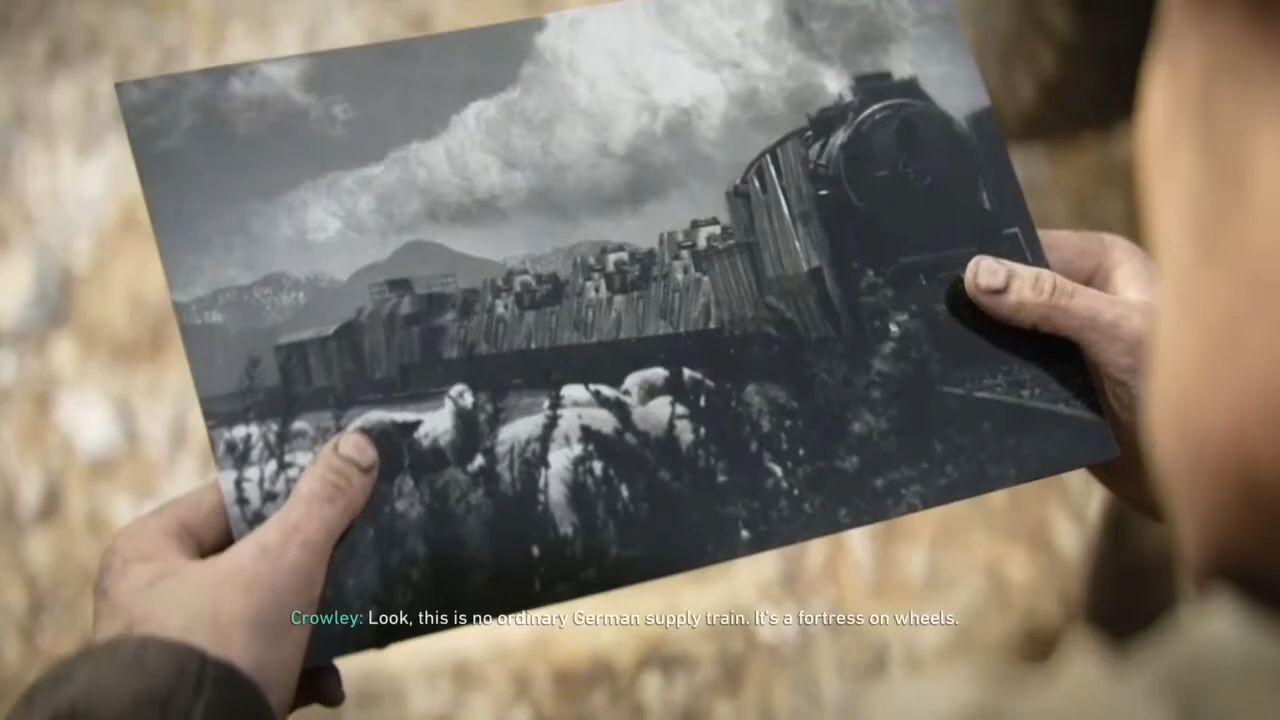 Crowley: Look, this is no ordinary German supply train. It's a fortress on wheels.